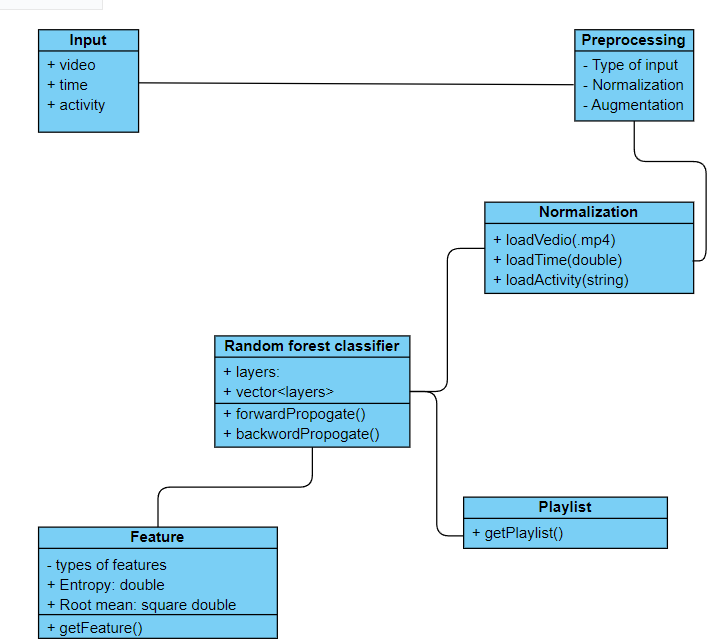 Input
+ video
+ time
+ activity
Preprocessing
- Type of input
- Normalization
- Augmentation
Normalization
+ loadVedio(.mp4)
+ loadTime(double)
+ loadActivity(string)
Random forest classifier
+ layers:
+ vector<layers>
+ forwardPropogate()
+ backwordPropogate()
Playlist
+ getPlaylist()
Feature
- types of features
+ Entropy: double
+ Root mean: square double
+ getFeature()